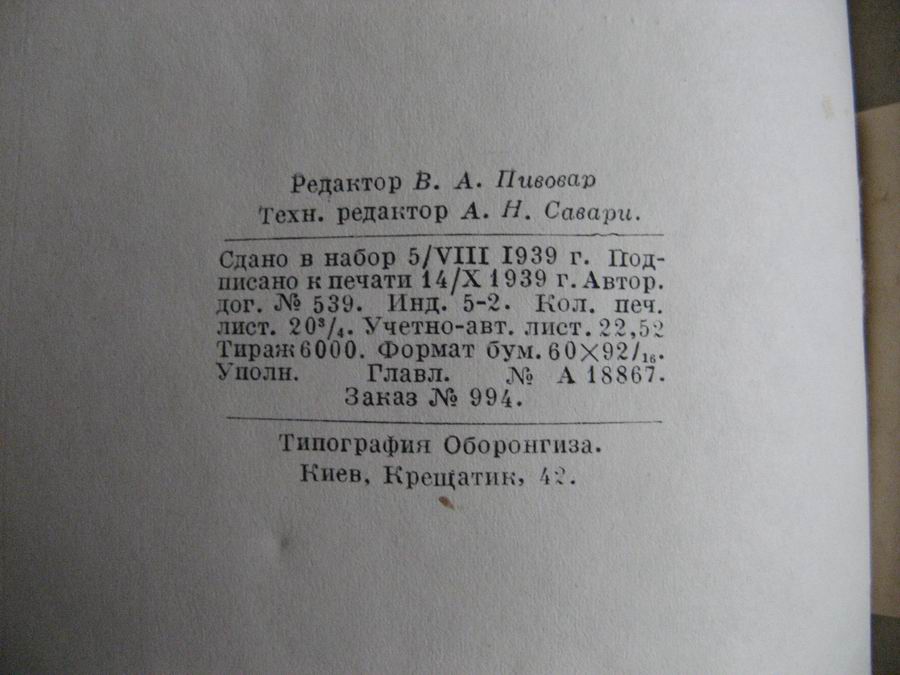 Редактор В. А. Пивовар
Техн. редактор А. Н. Савари.
Сдано в набор 5/VIII 1939 г. Под-
писано к печати 14/X 1939 г. Автор.
дог. № 539. Инд. 5-2. Кол. печ.
лист. 20³/₄. Учетно-авт. лист. 22,52
Тираж 6000. Формат бум. 60×92/₁₆.
Уполн. Главл. № А 18867.
Заказ № 994.
Типография Оборонгиза.
Киев, Крещатик, 42.